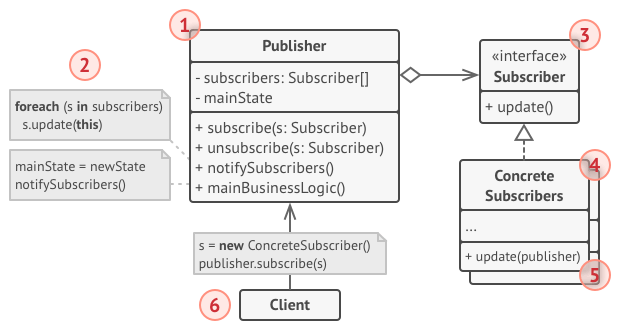 1
Publisher
- subscribers: Subscriber[]
- mainState
+ subscribe(s: Subscriber)
+ unsubscribe(s: Subscriber)
+ notifySubscribers()
+ mainBusinessLogic()
2
foreach (s in subscribers)
s.update(this)
mainState = newState
notifySubscribers()
3
«interface»
Subscriber
+ update()
4
Concrete
Subscribers
...
+ update(publisher)
5
s = new ConcreteSubscriber()
publisher.subscribe(s)
6
Client